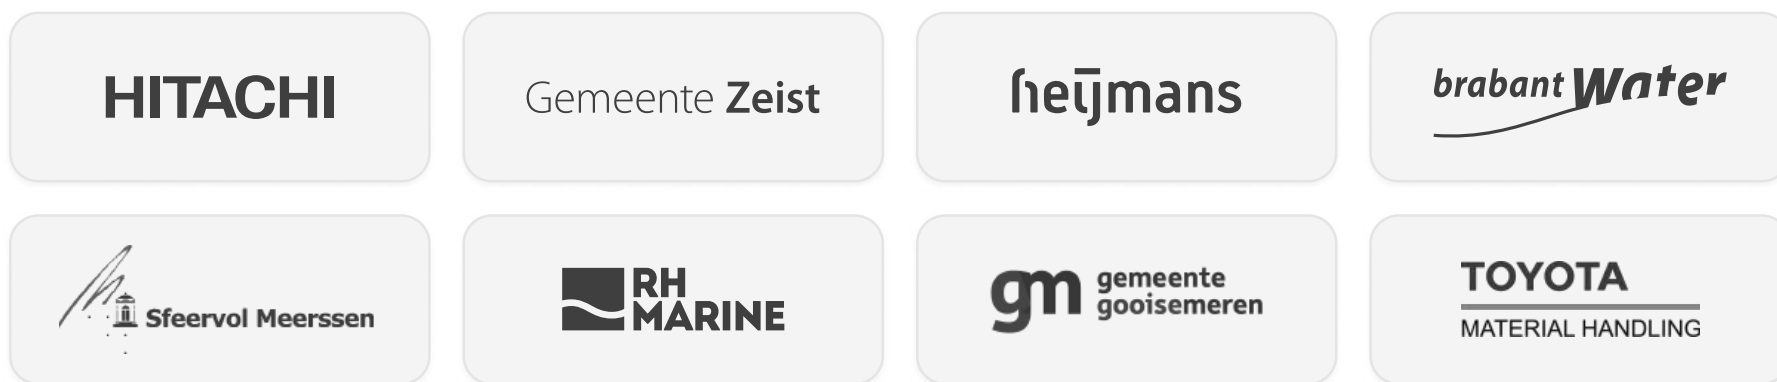 HITACHI
Gemeente Zeist
heijmans
brabant Water
Sfeervol Meerssen
RH
MARINE
gm
gemeente
gooisemeren
TOYOTA
MATERIAL HANDLING